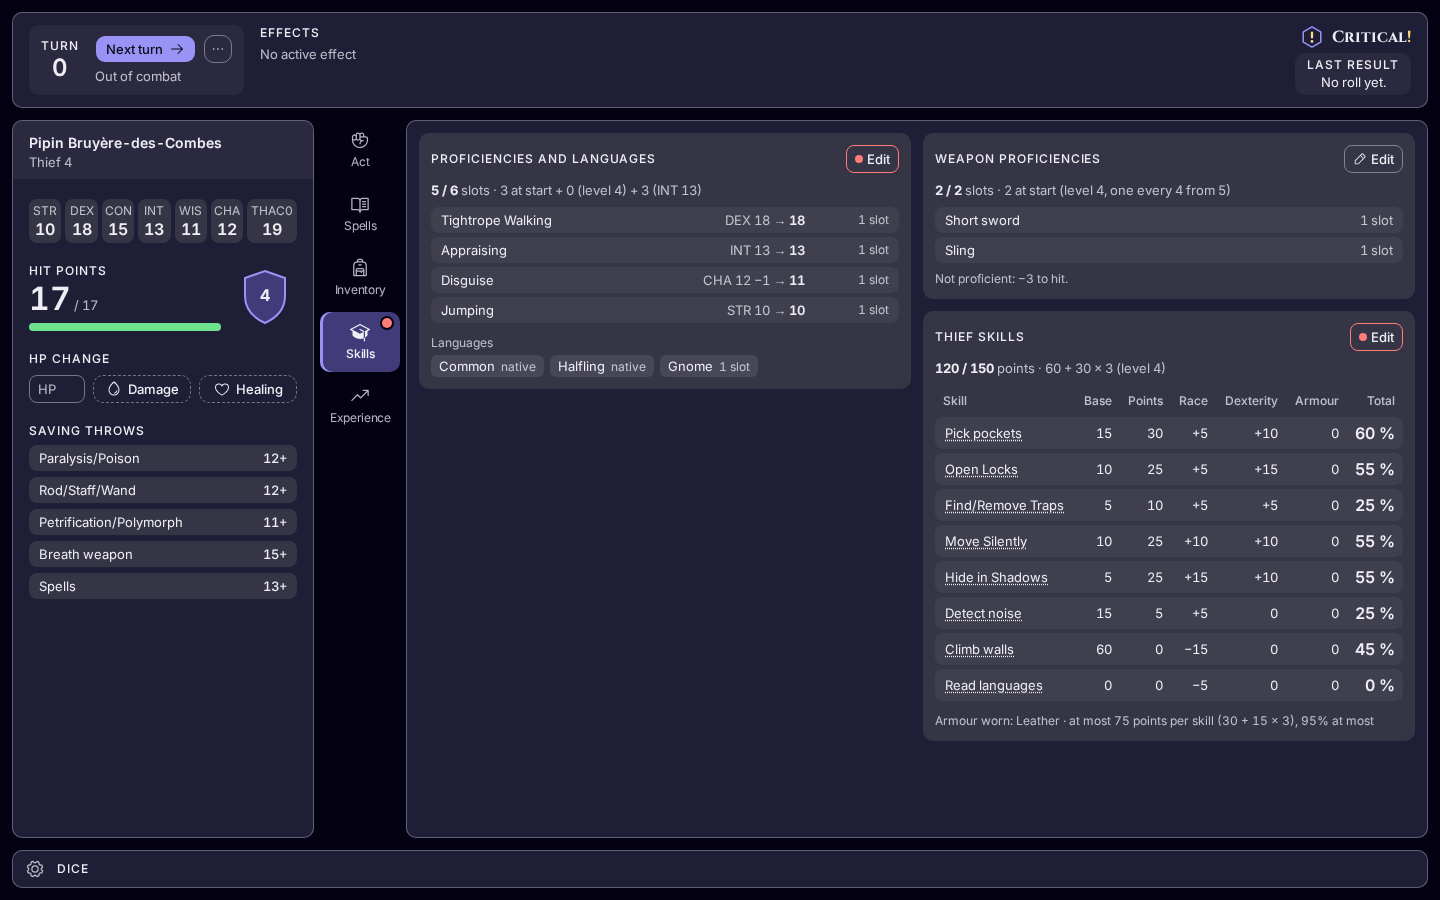 TURN
0
Next turn →
...
Out of combat
EFFECTS
No active effect
CRITICAL!
LAST RESULT
No roll yet.
Pipin Bruyère-des-Combes
Thief 4
STR DEX CON INT WIS CHA THAC0
10 18 15 13 11 12 19
HIT POINTS
17 / 17
4
HP CHANGE
HP
Damage
Healing
SAVING THROWS
Paralysis/Poison 12+
Rod/Staff/Wand 12+
Petrification/Polymorph 11+
Breath weapon 15+
Spells 13+
Act
Spells
Inventory
Skills
Experience
PROFICIENCIES AND LANGUAGES
Edit
5 / 6 slots · 3 at start + 0 (level 4) + 3 (INT 13)
Tightrope Walking DEX 18 → 18 1 slot
Appraising INT 13 → 13 1 slot
Disguise CHA 12 −1 → 11 1 slot
Jumping STR 10 → 10 1 slot
Languages
Common native Halfling native Gnome 1 slot
WEAPON PROFICIENCIES
Edit
2 / 2 slots · 2 at start (level 4, one every 4 from 5)
Short sword 1 slot
Sling 1 slot
Not proficient: −3 to hit.
THIEF SKILLS
Edit
120 / 150 points · 60 + 30 × 3 (level 4)
Skill Base Points Race Dexterity Armour Total
Pick pockets 15 30 +5 +10 0 60 %
Open Locks 10 25 +5 +15 0 55 %
Find/Remove Traps 5 10 +5 +5 0 25 %
Move Silently 10 25 +10 +10 0 55 %
Hide in Shadows 5 25 +15 +10 0 55 %
Detect noise 15 5 +5 0 0 25 %
Climb walls 60 0 −15 0 0 45 %
Read languages 0 0 −5 0 0 0 %
Armour worn: Leather · at most 75 points per skill (30 + 15 × 3), 95% at most
DICE